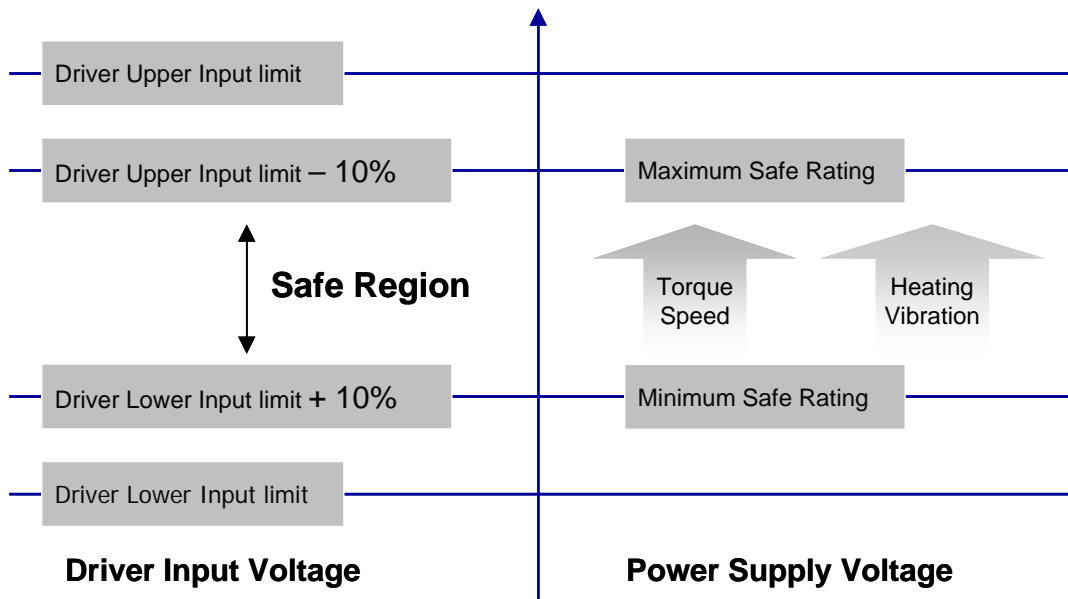 Driver Upper Input limit
Driver Upper Input limit – 10%
Maximum Safe Rating
Safe Region
Torque
Speed
Heating
Vibration
Driver Lower Input limit + 10%
Minimum Safe Rating
Driver Lower Input limit
Driver Input Voltage
Power Supply Voltage